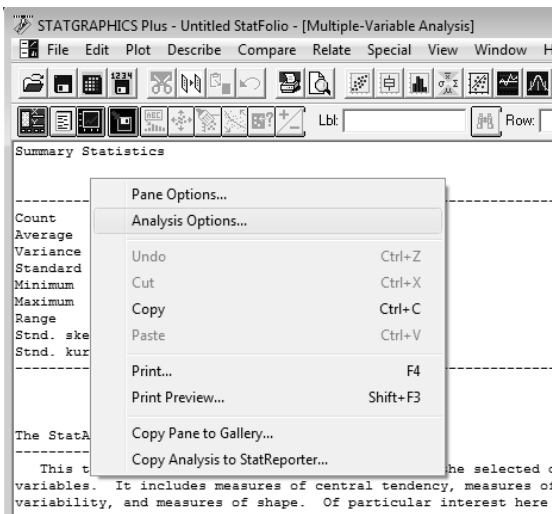 STATGRAPHICS Plus - Untitled StatFolio - [Multiple-Variable Analysis]
File Edit Plot Describe Compare Relate Special View Window H
Lbl: Row:
Summary Statistics
Count
Average
Variance
Standard
Minimum
Maximum
Range
Stnd. ske
Stnd. kur
Pane Options...
Analysis Options...
Undo Ctrl+Z
Cut Ctrl+X
Copy Ctrl+C
Paste Ctrl+V
Print... F4
Print Preview... Shift+F3
Copy Pane to Gallery...
Copy Analysis to StatReporter...
The StatA
This t he selected
variables. It includes measures of central tendency, measures of
variability, and measures of shape. Of particular interest here